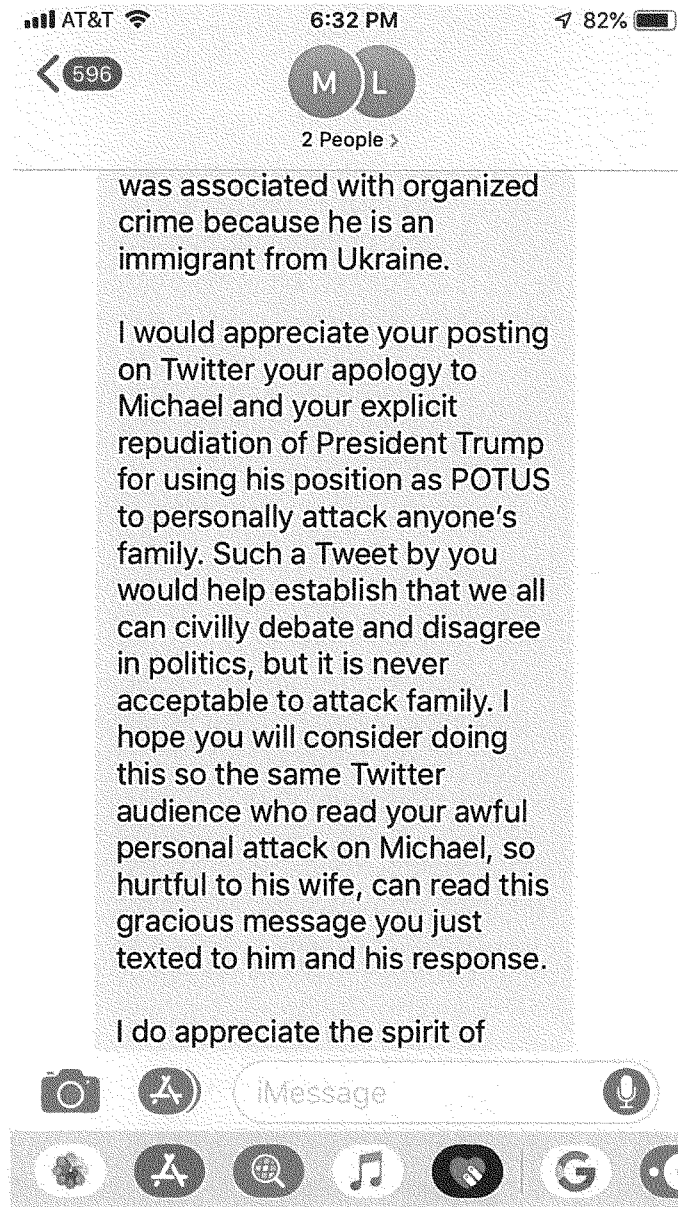 AT&T 6:32 PM 82%
596
M L
2 People >
was associated with organized
crime because he is an
immigrant from Ukraine.
I would appreciate your posting
on Twitter your apology to
Michael and your explicit
repudiation of President Trump
for using his position as POTUS
to personally attack anyone's
family. Such a Tweet by you
would help establish that we all
can civilly debate and disagree
in politics, but it is never
acceptable to attack family. I
hope you will consider doing
this so the same Twitter
audience who read your awful
personal attack on Michael, so
hurtful to his wife, can read this
gracious message you just
texted to him and his response.
I do appreciate the spirit of
iMessage
G